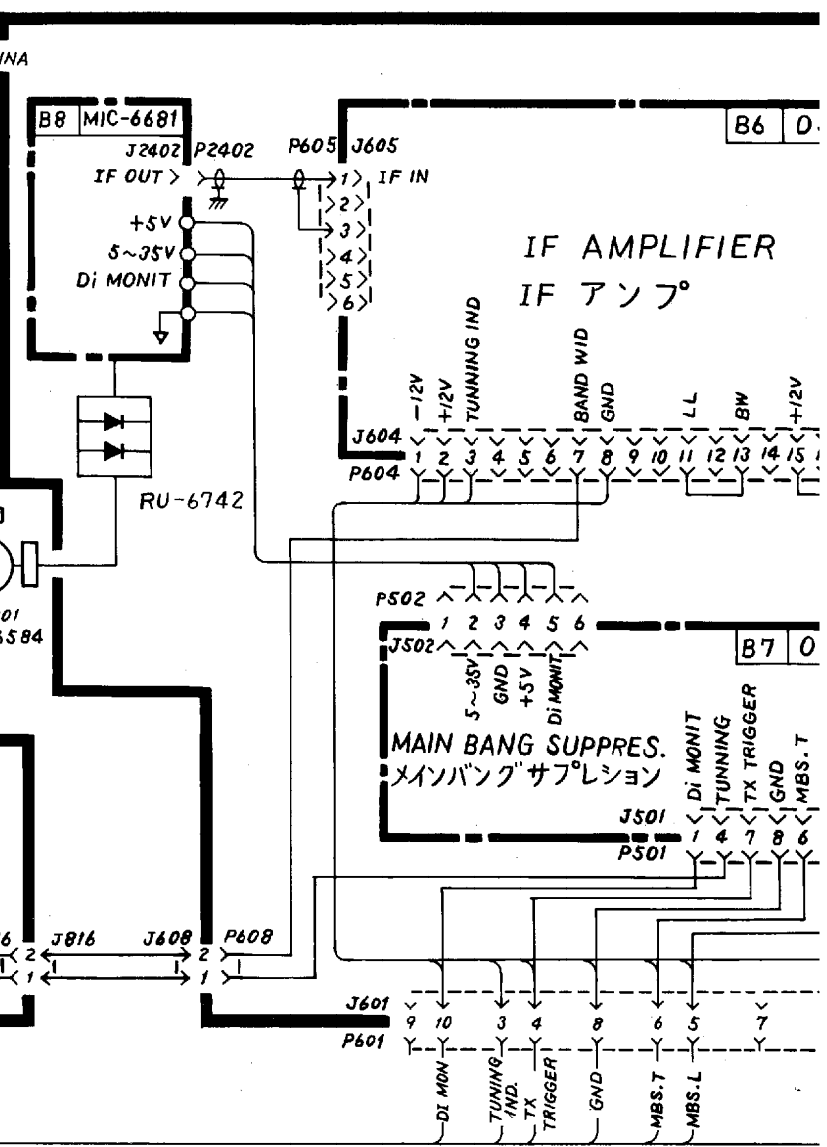 NNA
B8 MIC-6681
J2402 P2402
IF OUT
+5V
5~35V
Di MONIT
P605 J605
1 IF IN
2
3
4
5
6
B6
IF AMPLIFIER
IF アンプ
-12V
+12V
TUNNING IND
BAND WID
GND
LL
BW
+12V
J604
1 2 3 4 5 6 7 8 9 10 11 12 13 14 15
P604
RU-6742
01
6584
P502
1 2 3 4 5 6
J502
5~35V
GND
+5V
Di MONIT
B7 O
MAIN BANG SUPPRES.
メインバングサプレション
Di MONIT
TUNNING
TX TRIGGER
GND
MBS.T
J501
1 4 7 8 6
P501
6 2 J816 J608 2 P608
1 1
J601
9 10 3 4 8 6 5 7
P601
DI MON
TUNING IND.
TX TRIGGER
GND
MBS.T
MBS.L